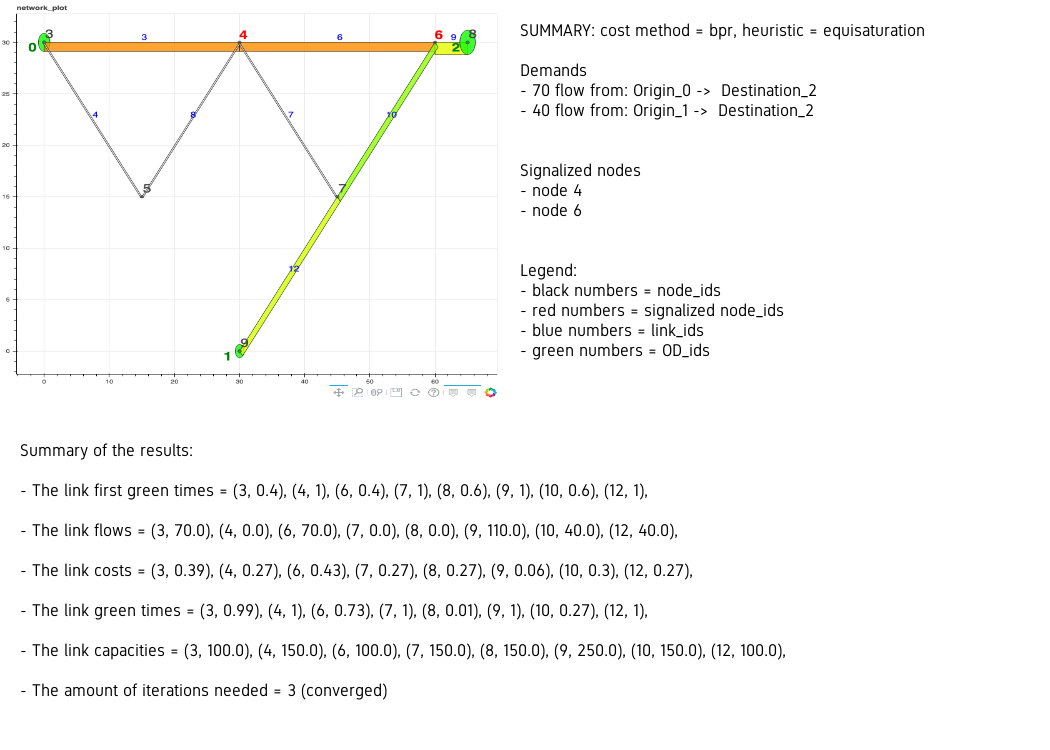 network_plot
SUMMARY: cost method = bpr, heuristic = equisaturation
Demands
- 70 flow from: Origin_0 -> Destination_2
- 40 flow from: Origin_1 -> Destination_2
Signalized nodes
- node 4
- node 6
Legend:
- black numbers = node_ids
- red numbers = signalized node_ids
- blue numbers = link_ids
- green numbers = OD_ids
3 4 6 8
3 6 9
0 2
30
25
4 8 7 10
20
5 7
15
10
12
5
9
0
1
0 10 20 30 40 50 60
Summary of the results:
- The link first green times = (3, 0.4), (4, 1), (6, 0.4), (7, 1), (8, 0.6), (9, 1), (10, 0.6), (12, 1),
- The link flows = (3, 70.0), (4, 0.0), (6, 70.0), (7, 0.0), (8, 0.0), (9, 110.0), (10, 40.0), (12, 40.0),
- The link costs = (3, 0.39), (4, 0.27), (6, 0.43), (7, 0.27), (8, 0.27), (9, 0.06), (10, 0.3), (12, 0.27),
- The link green times = (3, 0.99), (4, 1), (6, 0.73), (7, 1), (8, 0.01), (9, 1), (10, 0.27), (12, 1),
- The link capacities = (3, 100.0), (4, 150.0), (6, 100.0), (7, 150.0), (8, 150.0), (9, 250.0), (10, 150.0), (12, 100.0),
- The amount of iterations needed = 3 (converged)